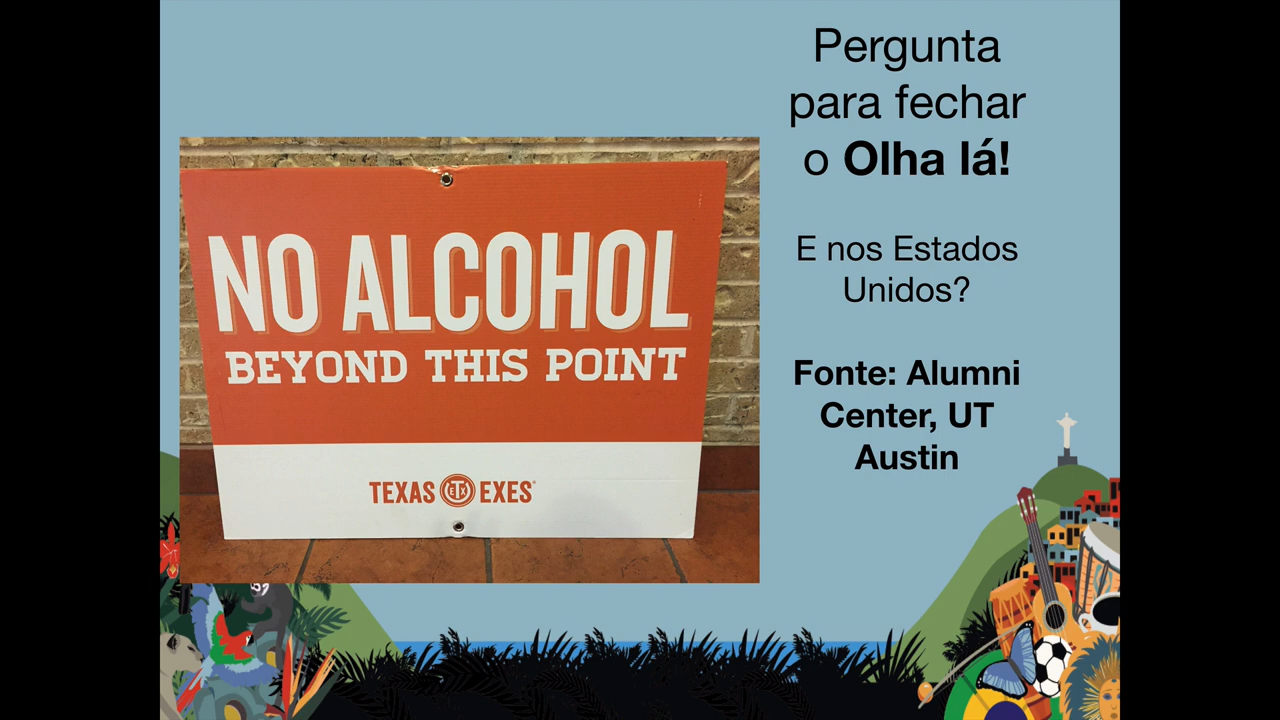 Pergunta
para fechar
o Olha lá!
E nos Estados
Unidos?
Fonte: Alumni
Center, UT
Austin
NO ALCOHOL
BEYOND THIS POINT
TEXAS EXES